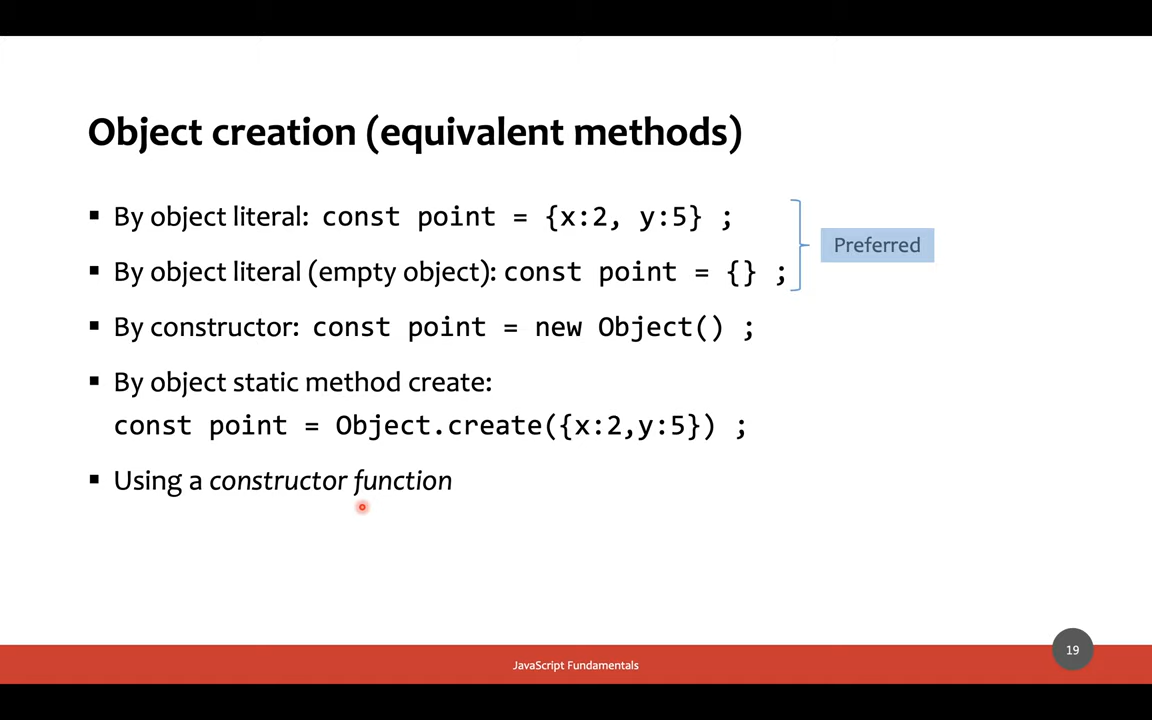 Object creation (equivalent methods)
▪ By object literal: const point = {x:2, y:5} ;
▪ By object literal (empty object): const point = {} ;
Preferred
▪ By constructor: const point = new Object() ;
▪ By object static method create:
const point = Object.create({x:2,y:5}) ;
▪ Using a constructor function
JavaScript Fundamentals
19